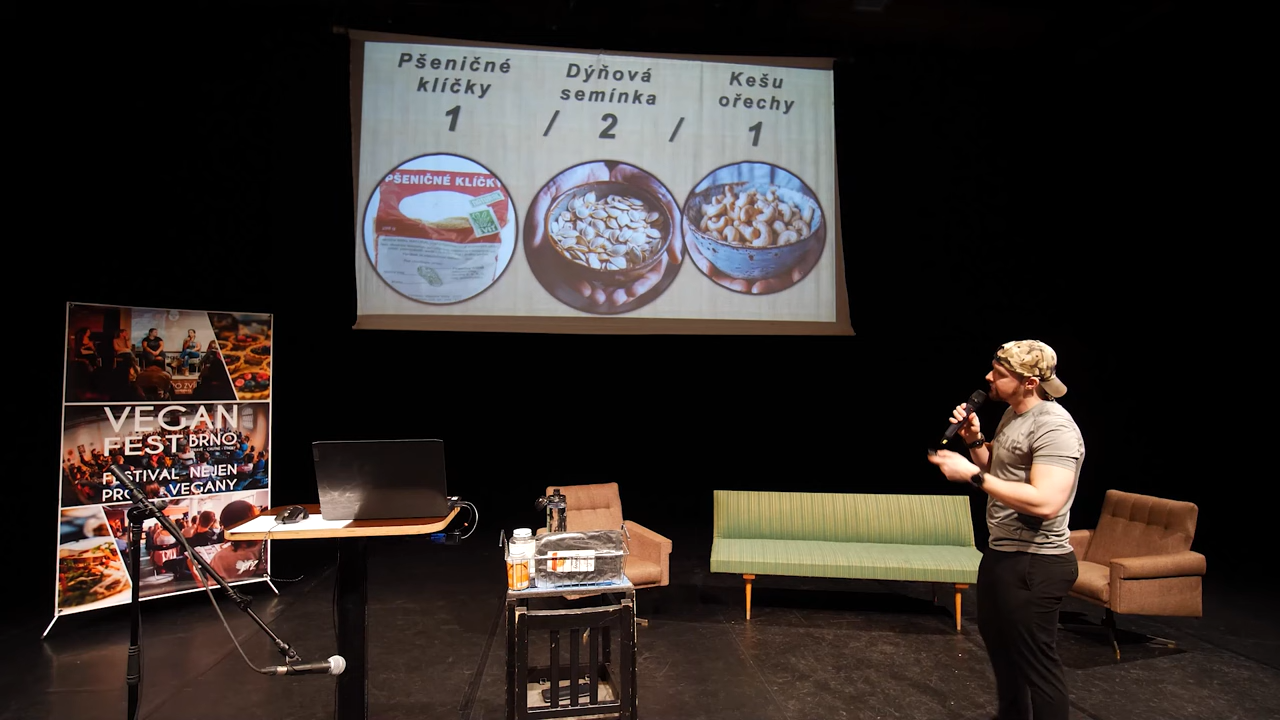 Pšeničné
klíčky
1
/
Dýňová
semínka
2
/
Kešu
ořechy
1
PŠENIČNÉ KLÍČKY
VEGAN
FEST BRNO
FESTIVAL NEJEN
PRO VEGANY